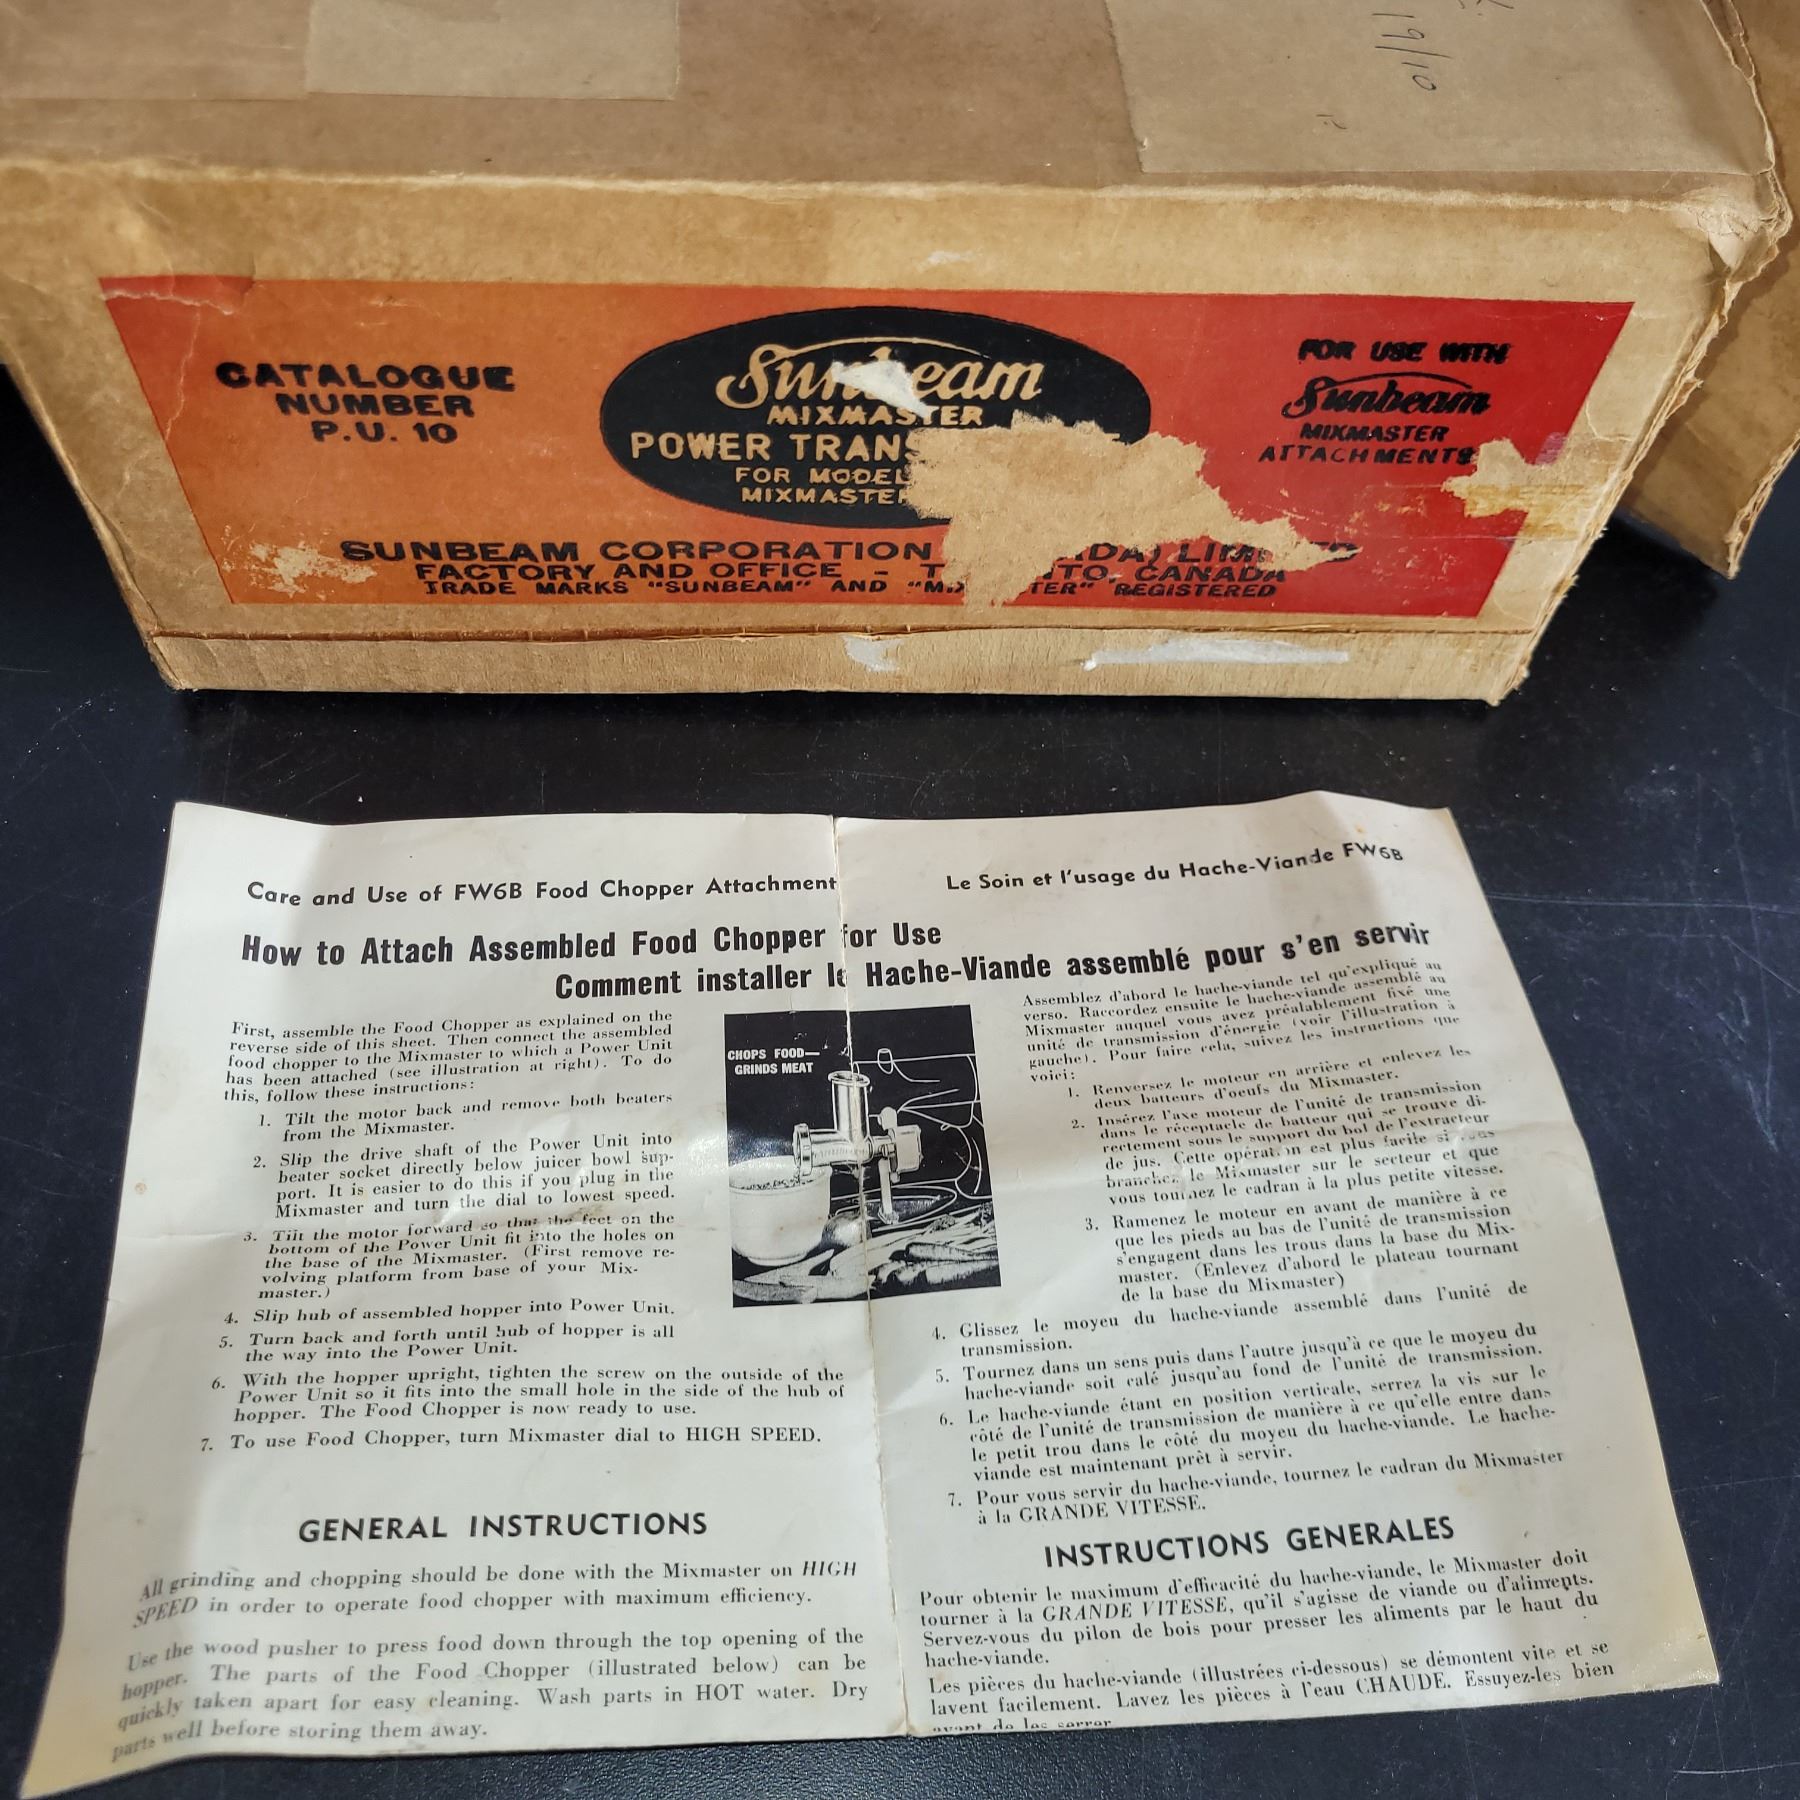 19/10
CATALOGUE
NUMBER
P.U. 10
Sunbeam
MIXMASTER
POWER TRANS
FOR MODEL
MIXMASTER
FOR USE WITH
Sunbeam
MIXMASTER
ATTACHMENTS
SUNBEAM CORPORATION DA) LIMITED
FACTORY AND OFFICE - T TO, CANADA
TRADE MARKS "SUNBEAM" AND "MIX TER" REGISTERED
Care and Use of FW6B Food Chopper Attachment
How to Attach Assembled Food Chopper for Use
First, assemble the Food Chopper as explained on the
reverse side of this sheet. Then connect the assembled
food chopper to the Mixmaster to which a Power Unit
has been attached (see illustration at right). To do
this, follow these instructions:
1. Tilt the motor back and remove both beaters
from the Mixmaster.
2. Slip the drive shaft of the Power Unit into
beater socket directly below juicer bowl sup-
port. It is easier to do this if you plug in the
Mixmaster and turn the dial to lowest speed.
3. Tilt the motor forward so that the feet on the
bottom of the Power Unit fit into the holes on
the base of the Mixmaster. (First remove re-
volving platform from base of your Mix-
master.)
4. Slip hub of assembled hopper into Power Unit.
5. Turn back and forth until hub of hopper is all
the way into the Power Unit.
6. With the hopper upright, tighten the screw on the outside of the
Power Unit so it fits into the small hole in the side of the hub of
hopper. The Food Chopper is now ready to use.
7. To use Food Chopper, turn Mixmaster dial to HIGH SPEED.
GENERAL INSTRUCTIONS
All grinding and chopping should be done with the Mixmaster on HIGH
SPEED in order to operate food chopper with maximum efficiency.
Use the wood pusher to press food down through the top opening of the
hopper. The parts of the Food Chopper (illustrated below) can be
quickly taken apart for easy cleaning. Wash parts in HOT water. Dry
parts well before storing them away.
CHOPS FOOD—
GRINDS MEAT
Le Soin et l'usage du Hache-Viande FW6B
Comment installer le Hache-Viande assemblé pour s'en servir
Assemblez d'abord le hache-viande tel qu'expliqué au
verso. Raccordez ensuite le hache-viande assemblé au
Mixmaster auquel vous avez préalablement fixé une
unité de transmission d'énergie (voir l'illustration à
gauche). Pour faire cela, suivez les instructions que
voici:
1. Renversez le moteur en arrière et enlevez les
deux batteurs d'oeufs du Mixmaster.
2. Insérez l'axe moteur de l'unité de transmission
dans le réceptacle de batteur qui se trouve di-
rectement sous le support du bol de l'extracteur
de jus. Cette opération est plus facile si vous
branchez le Mixmaster sur le secteur et que
vous tournez le cadran à la plus petite vitesse.
3. Ramenez le moteur en avant de manière à ce
que les pieds au bas de l'unité de transmission
s'engagent dans les trous dans la base du Mix-
master. (Enlevez d'abord le plateau tournant
de la base du Mixmaster)
4. Glissez le moyeu du hache-viande assemblé dans l'unité de
transmission.
5. Tournez dans un sens puis dans l'autre jusqu'à ce que le moyeu du
hache-viande soit calé jusqu'au fond de l'unité de transmission.
6. Le hache-viande étant en position verticale, serrez la vis sur le
côté de l'unité de transmission de manière à ce qu'elle entre dans
le petit trou dans le côté du moyeu du hache-viande. Le hache-
viande est maintenant prêt à servir.
7. Pour vous servir du hache-viande, tournez le cadran du Mixmaster
à la GRANDE VITESSE.
INSTRUCTIONS GENERALES
Pour obtenir le maximum d'efficacité du hache-viande, le Mixmaster doit
tourner à la GRANDE VITESSE, qu'il s'agisse de viande ou d'aliments.
Servez-vous du pilon de bois pour presser les aliments par le haut du
hache-viande.
Les pièces du hache-viande (illustrées ci-dessous) se démontent vite et se
lavent facilement. Lavez les pièces à l'eau CHAUDE. Essuyez-les bien
avant de les serrer